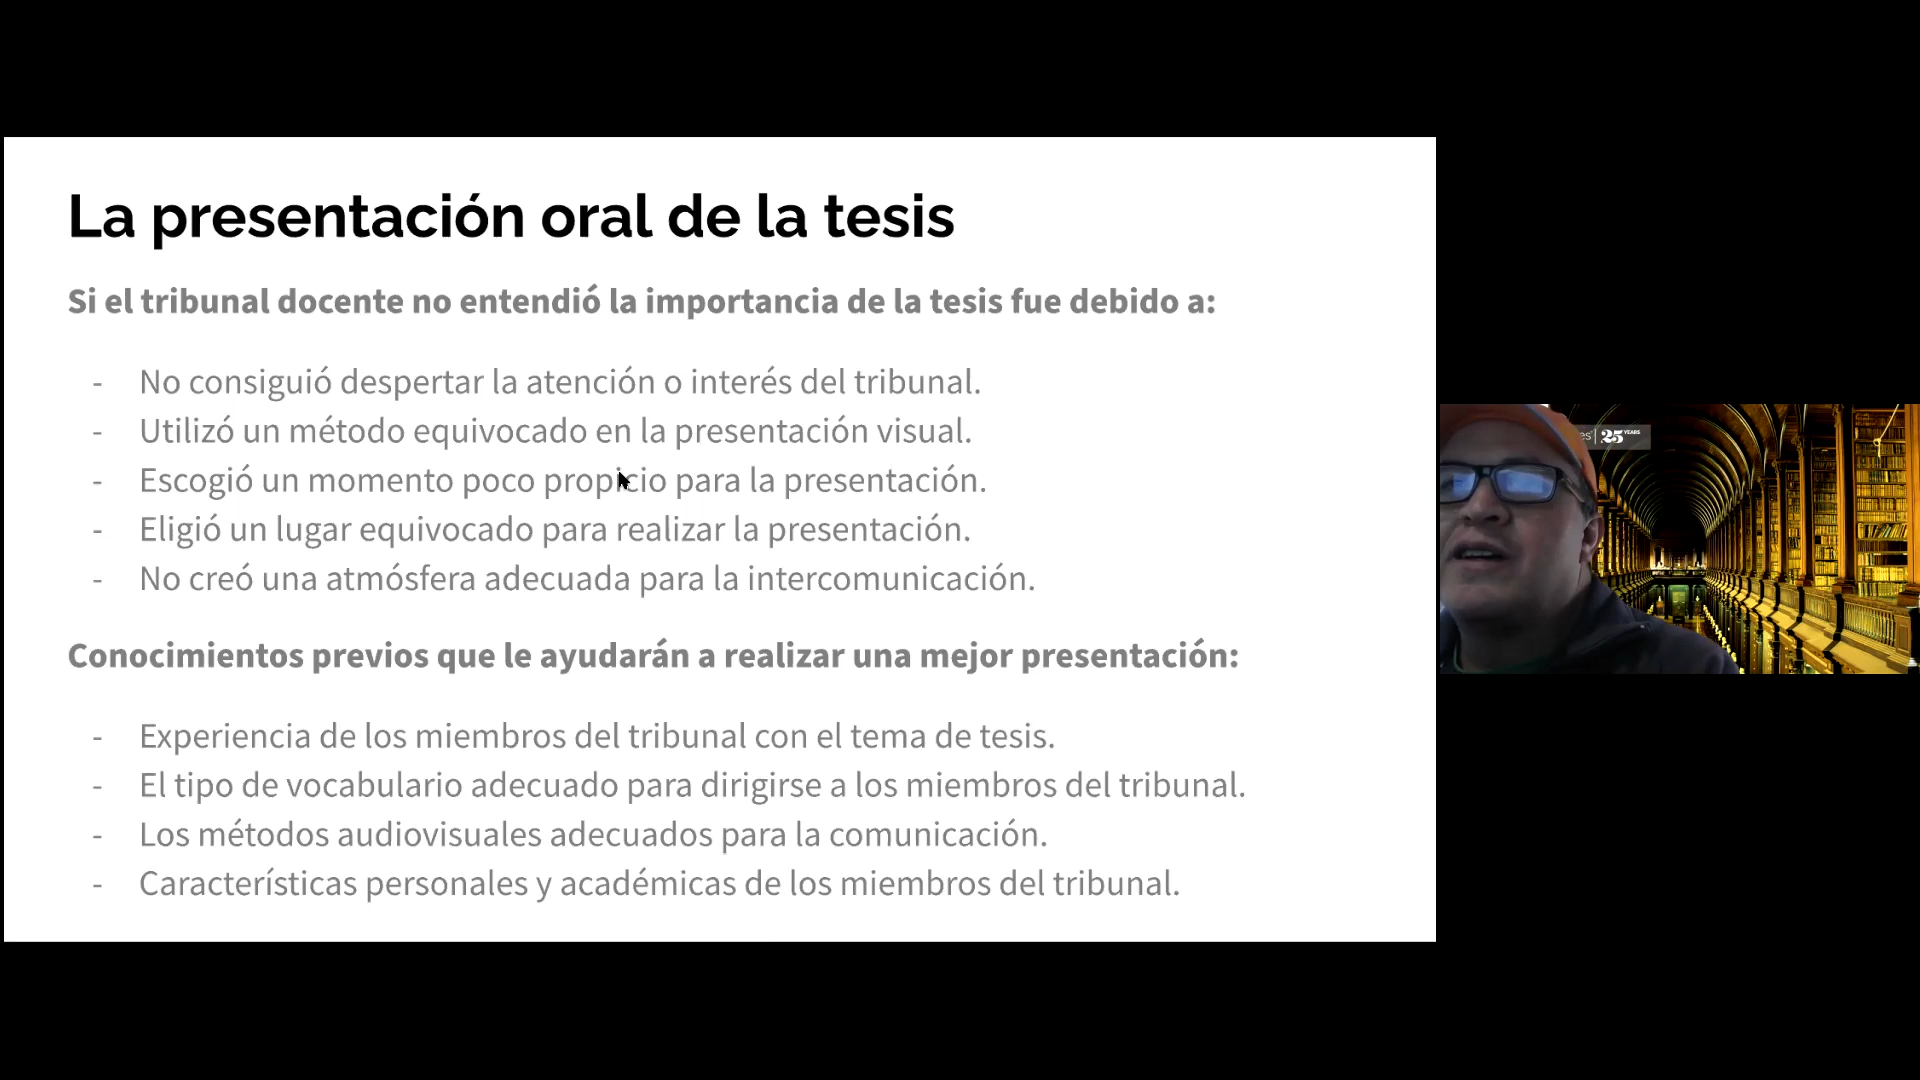 La presentación oral de la tesis
Si el tribunal docente no entendió la importancia de la tesis fue debido a:
- No consiguió despertar la atención o interés del tribunal.
- Utilizó un método equivocado en la presentación visual.
- Escogió un momento poco propicio para la presentación.
- Eligió un lugar equivocado para realizar la presentación.
- No creó una atmósfera adecuada para la intercomunicación.
Conocimientos previos que le ayudarán a realizar una mejor presentación:
- Experiencia de los miembros del tribunal con el tema de tesis.
- El tipo de vocabulario adecuado para dirigirse a los miembros del tribunal.
- Los métodos audiovisuales adecuados para la comunicación.
- Características personales y académicas de los miembros del tribunal.
25 YEARS